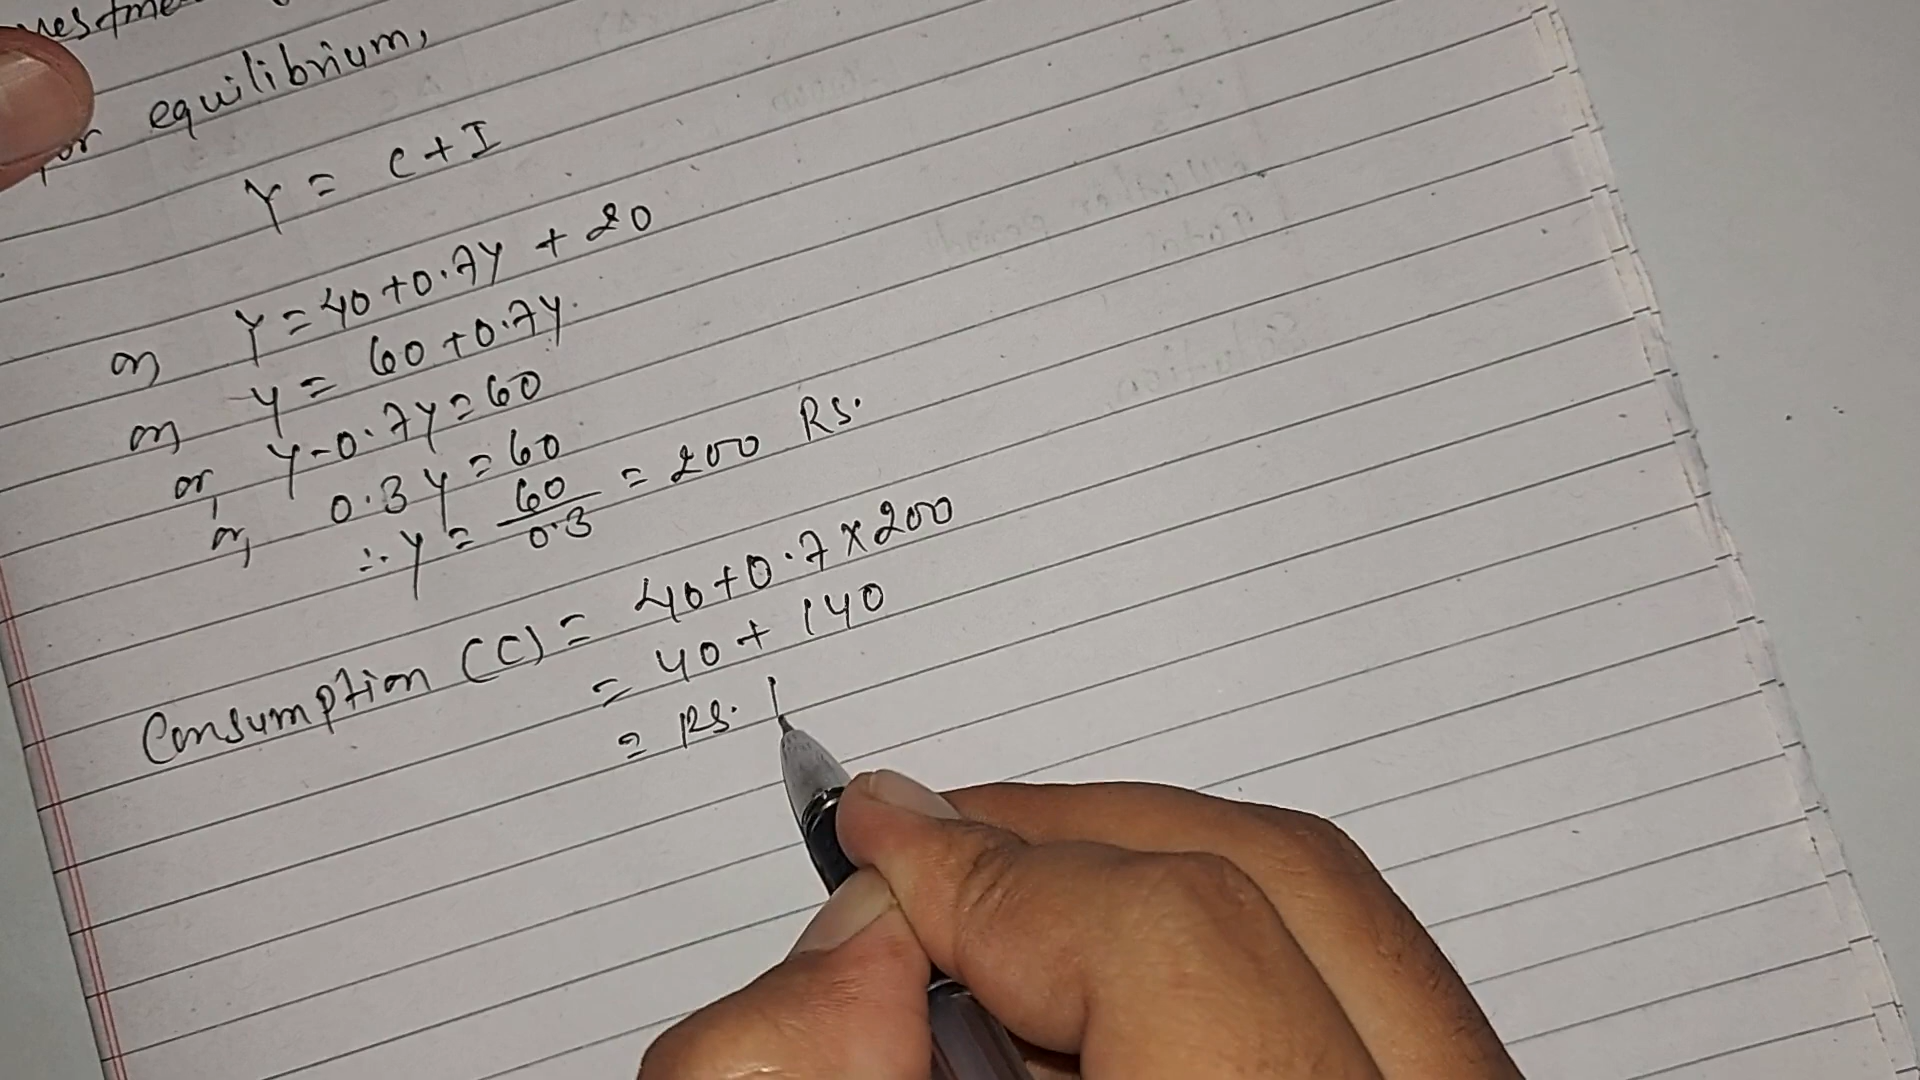 equilibrium,
Y = C + I
or, Y = 40 + 0.7Y + 20
or, Y = 60 + 0.7Y.
or, Y - 0.7Y = 60
or, 0.3Y = 60
∴ Y = 60/0.3 = 200 Rs.
Consumption (C) = 40 + 0.7 × 200
= 40 + 140
= Rs. 1